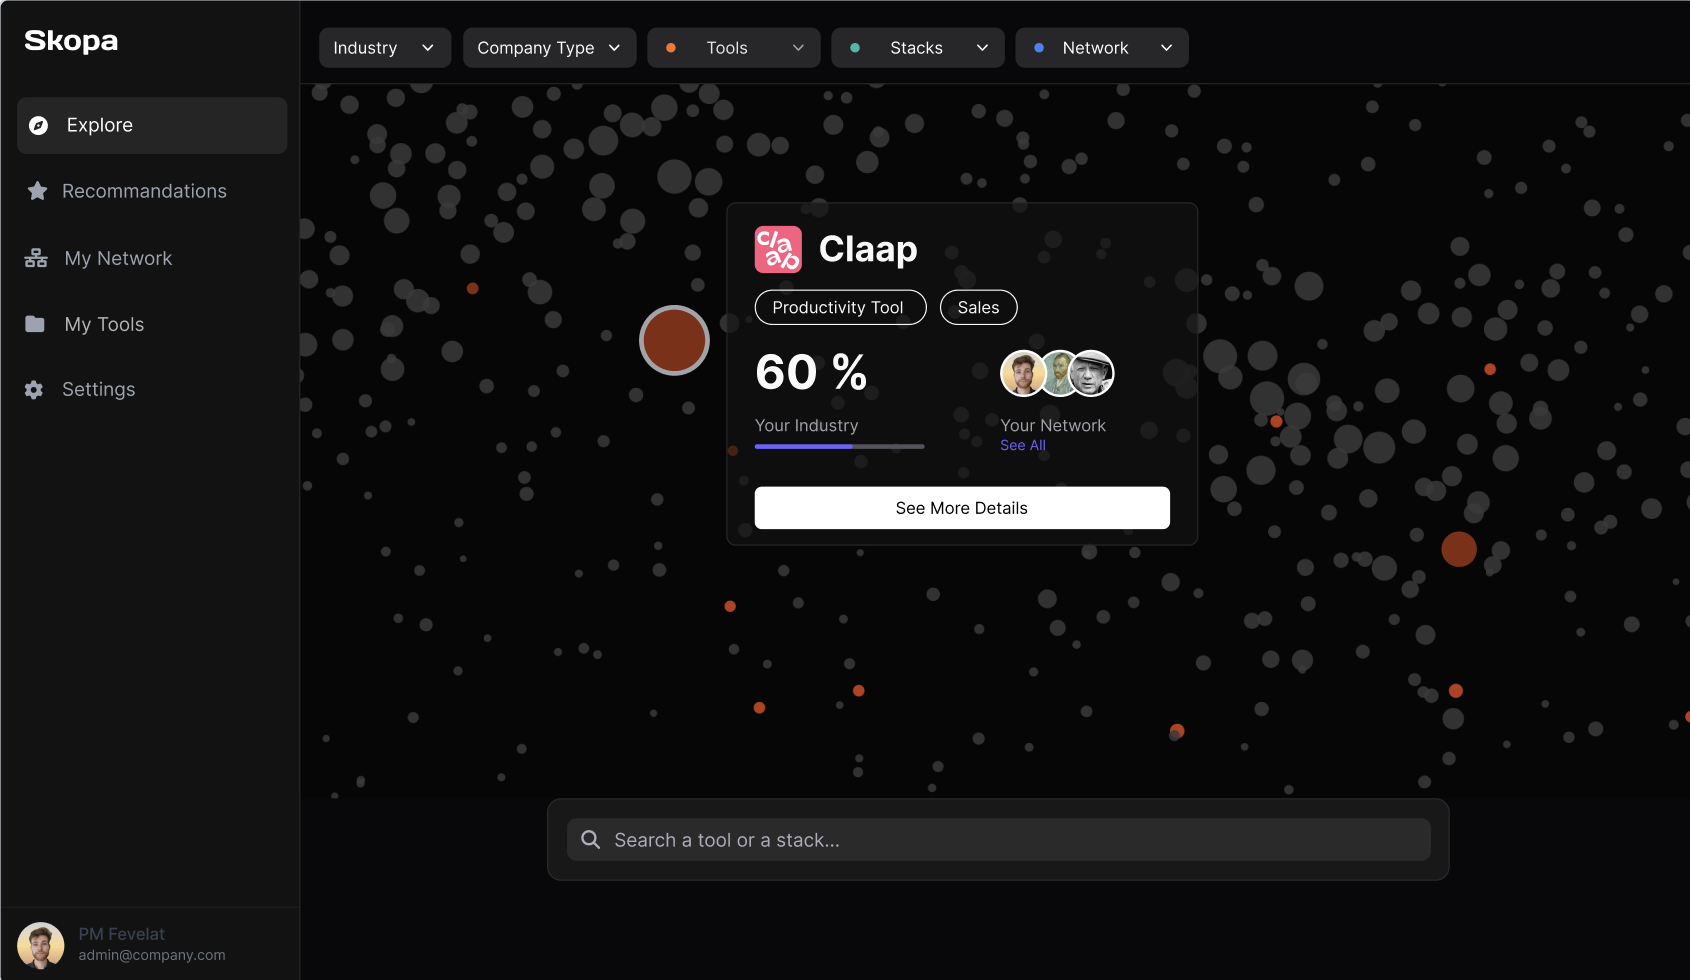 Skopa
Industry
Company Type
Tools
Stacks
Network
Explore
Recommandations
My Network
My Tools
Settings
claap
Claap
Productivity Tool
Sales
60 %
Your Industry
Your Network
See All
See More Details
Search a tool or a stack...
PM Fevelat
admin@company.com